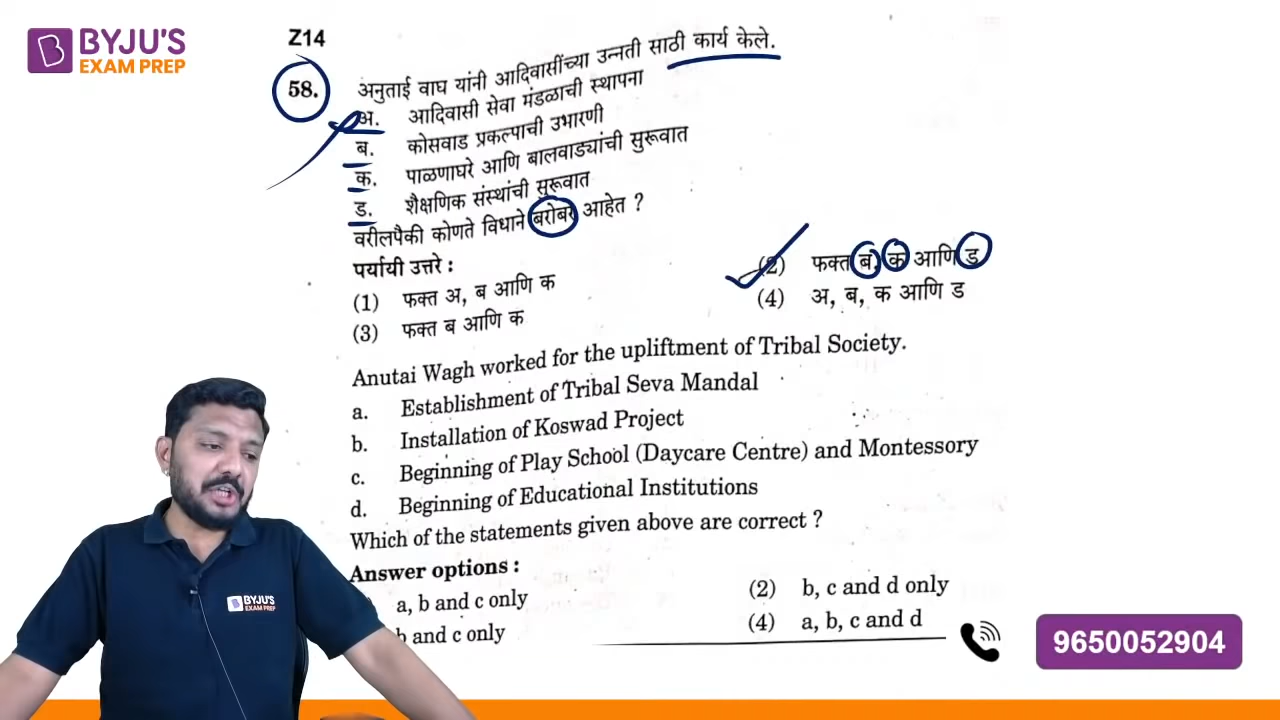 BYJU'S
EXAM PREP
Z14
58. अनुताई वाघ यांनी आदिवासींच्या उन्नती साठी कार्य केले.
अ. आदिवासी सेवा मंडळाची स्थापना
ब. कोसवाड प्रकल्पाची उभारणी
क. पाळणाघरे आणि बालवाड्यांची सुरूवात
ड. शैक्षणिक संस्थांची सुरूवात
वरीलपैकी कोणते विधाने बरोबर आहेत ?
पर्यायी उत्तरे :
(1) फक्त अ, ब आणि क
(2) फक्त ब, क आणि ड
(3) फक्त ब आणि क
(4) अ, ब, क आणि ड
Anutai Wagh worked for the upliftment of Tribal Society.
a. Establishment of Tribal Seva Mandal
b. Installation of Koswad Project
c. Beginning of Play School (Daycare Centre) and Montessory
d. Beginning of Educational Institutions
Which of the statements given above are correct ?
Answer options :
a, b and c only
(2) b, c and d only
b and c only
(4) a, b, c and d
BYJU'S
EXAM PREP
9650052904